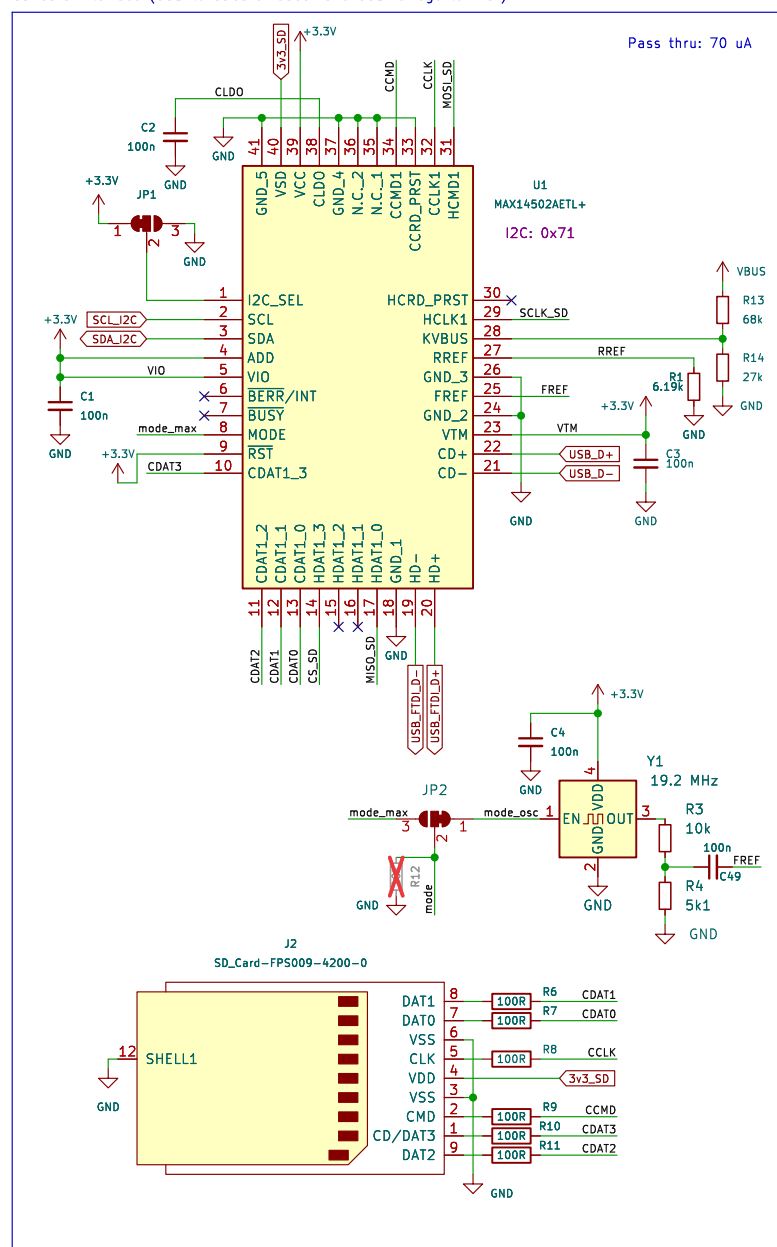 Pass thru: 70 uA
3v3_SD
+3.3V
CLDO
CCMD
CCLK
MOSI_SD
C2
100n
GND
GND
41
40
39
38
37
36
35
34
33
32
31
GND_5
VSD
VCC
CLDO
GND_4
N.C._2
N.C._1
CCMD1
CCRD_PRST
CCLK1
HCMD1
U1
MAX14502AETL+
I2C: 0x71
+3.3V
JP1
1
2
3
GND
1
I2C_SEL
SCL_I2C
2
SCL
SDA_I2C
3
SDA
+3.3V
4
ADD
VIO
5
VIO
6
BERR/INT
7
BUSY
mode_max
8
MODE
+3.3V
9
RST
CDAT3
10
CDAT1_3
C1
100n
GND
HCRD_PRST
30
HCLK1
29
SCLK_SD
KVBUS
28
RREF
27
RREF
GND_3
26
FREF
25
FREF
GND_2
24
VTM
23
VTM
CD+
22
USB_D+
CD-
21
USB_D-
VBUS
R13
68k
R14
27k
GND
R1
6.19k
GND
+3.3V
C3
100n
GND
GND
CDAT1_2
CDAT1_1
CDAT1_0
HDAT1_3
HDAT1_2
HDAT1_1
HDAT1_0
GND_1
HD-
HD+
11
12
13
14
15
16
17
18
19
20
CDAT2
CDAT1
CDAT0
CS_SD
MISO_SD
GND
USB_FTDI_D-
USB_FTDI_D+
+3.3V
C4
100n
GND
Y1
19.2 MHz
4
VDD
1
EN
OUT
3
GND
2
GND
JP2
mode_max
3
2
1
mode_osc
R12
GND
mode
R3
10k
100n
C49
FREF
R4
5k1
GND
J2
SD_Card-FPS009-4200-0
12
SHELL1
GND
DAT1
8
100R
R6
CDAT1
DAT0
7
100R
R7
CDAT0
VSS
6
CLK
5
100R
R8
CCLK
VDD
4
3v3_SD
VSS
3
CMD
2
100R
R9
CCMD
CD/DAT3
1
100R
R10
CDAT3
DAT2
9
100R
R11
CDAT2
GND